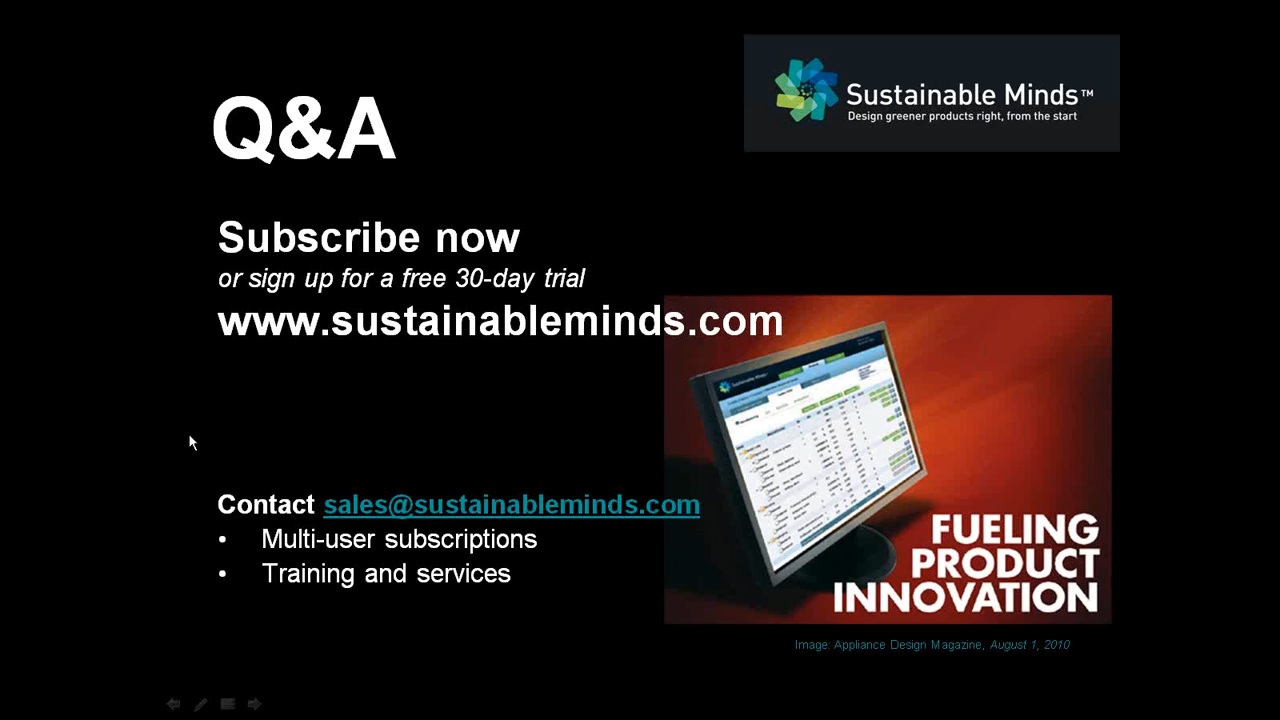 Q&A
Sustainable Minds™
Design greener products right, from the start
Subscribe now
or sign up for a free 30-day trial
www.sustainableminds.com
Sustainable Minds
Contact sales@sustainableminds.com
• Multi-user subscriptions
• Training and services
FUELING
PRODUCT
INNOVATION
Image: Appliance Design Magazine, August 1, 2010